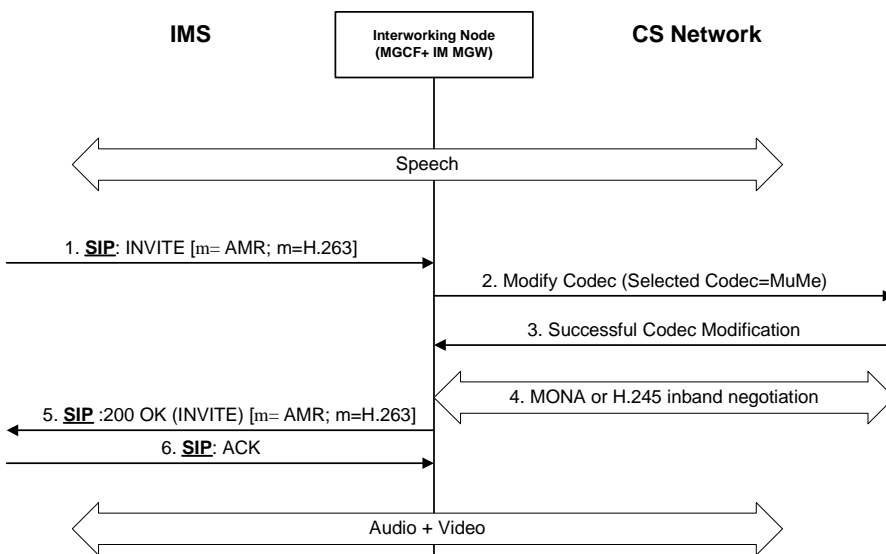 IMS
Interworking Node
(MGCF+ IM MGW)
CS Network
Speech
1. SIP: INVITE [m= AMR; m=H.263]
2. Modify Codec (Selected Codec=MuMe)
3. Successful Codec Modification
4. MONA or H.245 inband negotiation
5. SIP :200 OK (INVITE) [m= AMR; m=H.263]
6. SIP: ACK
Audio + Video